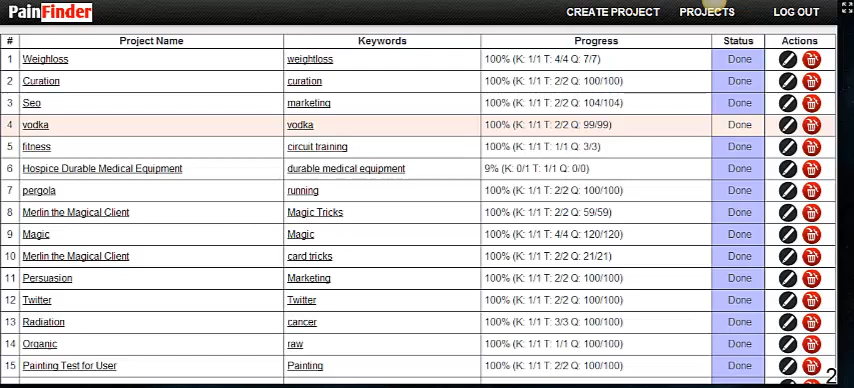 PainFinder CREATE PROJECT PROJECTS LOG OUT
# Project Name Keywords Progress Status Actions
1 Weighloss weightloss 100% (K: 1/1 T: 4/4 Q: 7/7) Done
2 Curation curation 100% (K: 1/1 T: 2/2 Q: 100/100) Done
3 Seo marketing 100% (K: 1/1 T: 2/2 Q: 104/104) Done
4 vodka vodka 100% (K: 1/1 T: 2/2 Q: 99/99) Done
5 fitness circuit training 100% (K: 1/1 T: 1/1 Q: 3/3) Done
6 Hospice Durable Medical Equipment durable medical equipment 9% (K: 0/1 T: 1/1 Q: 0/0) Done
7 pergola running 100% (K: 1/1 T: 2/2 Q: 100/100) Done
8 Merlin the Magical Client Magic Tricks 100% (K: 1/1 T: 2/2 Q: 59/59) Done
9 Magic Magic 100% (K: 1/1 T: 4/4 Q: 120/120) Done
10 Merlin the Magical Client card tricks 100% (K: 1/1 T: 2/2 Q: 21/21) Done
11 Persuasion Marketing 100% (K: 1/1 T: 2/2 Q: 100/100) Done
12 Twitter Twitter 100% (K: 1/1 T: 2/2 Q: 100/100) Done
13 Radiation cancer 100% (K: 1/1 T: 3/3 Q: 100/100) Done
14 Organic raw 100% (K: 1/1 T: 1/1 Q: 100/100) Done
15 Painting Test for User Painting 100% (K: 1/1 T: 2/2 Q: 100/100) Done
2